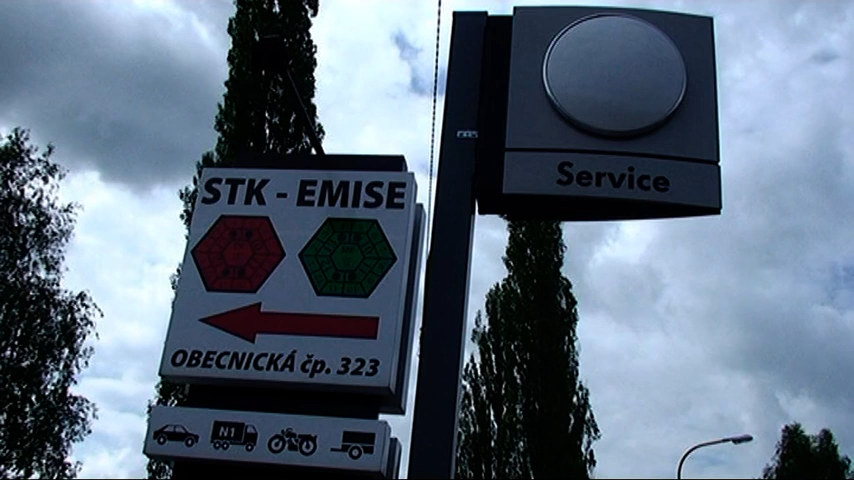 STK - EMISE
OBECNICKÁ čp. 323
N1
Service